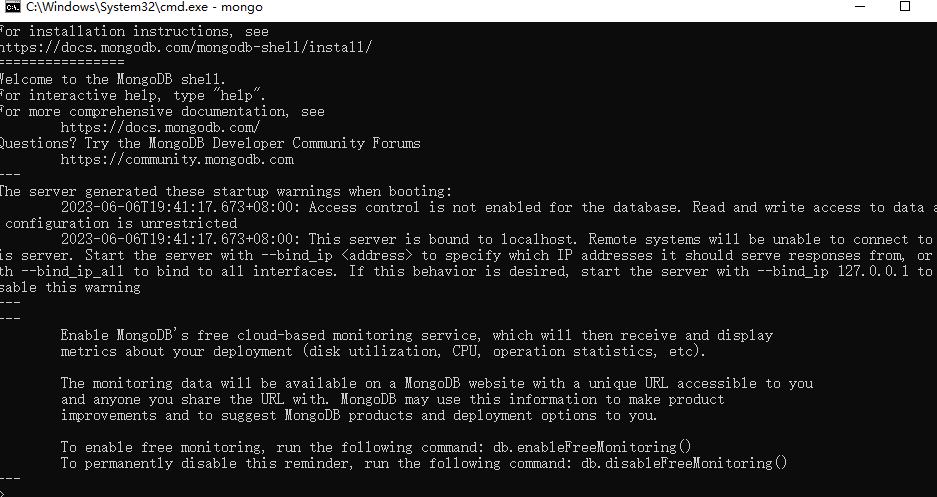 C:\Windows\System32\cmd.exe - mongo
For installation instructions, see
https://docs.mongodb.com/mongodb-shell/install/
================
Welcome to the MongoDB shell.
For interactive help, type "help".
For more comprehensive documentation, see
https://docs.mongodb.com/
Questions? Try the MongoDB Developer Community Forums
https://community.mongodb.com
---
The server generated these startup warnings when booting:
2023-06-06T19:41:17.673+08:00: Access control is not enabled for the database. Read and write access to data a
configuration is unrestricted
2023-06-06T19:41:17.673+08:00: This server is bound to localhost. Remote systems will be unable to connect to
is server. Start the server with --bind_ip <address> to specify which IP addresses it should serve responses from, or
th --bind_ip_all to bind to all interfaces. If this behavior is desired, start the server with --bind_ip 127.0.0.1 to
sable this warning
---
---
Enable MongoDB's free cloud-based monitoring service, which will then receive and display
metrics about your deployment (disk utilization, CPU, operation statistics, etc).
The monitoring data will be available on a MongoDB website with a unique URL accessible to you
and anyone you share the URL with. MongoDB may use this information to make product
improvements and to suggest MongoDB products and deployment options to you.
To enable free monitoring, run the following command: db.enableFreeMonitoring()
To permanently disable this reminder, run the following command: db.disableFreeMonitoring()
---
>